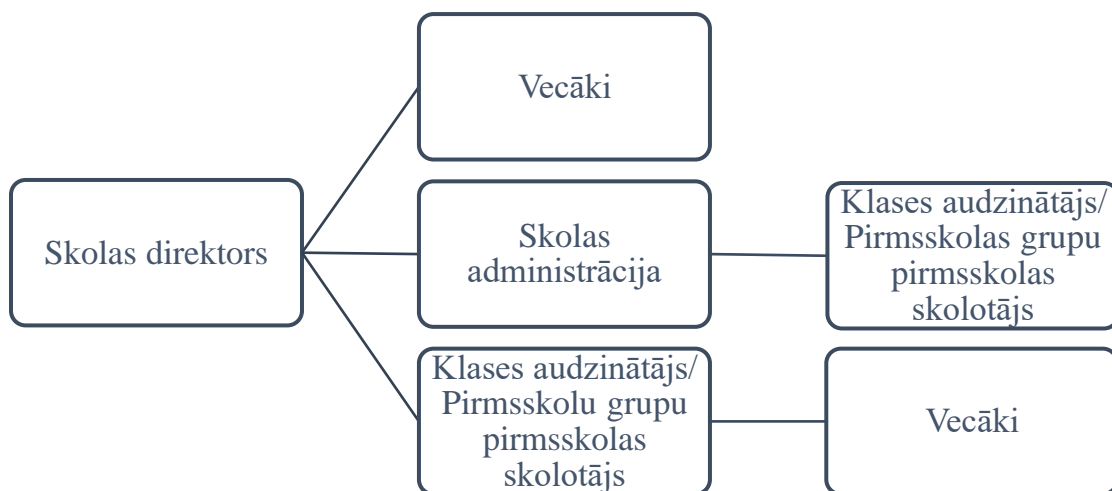 Vecāki
Skolas direktors
Skolas
administrācija
Klases audzinātājs/
Pirmsskolas grupu
pirmsskolas
skolotājs
Klases audzinātājs/
Pirmsskolu grupu
pirmsskolas
skolotājs
Vecāki